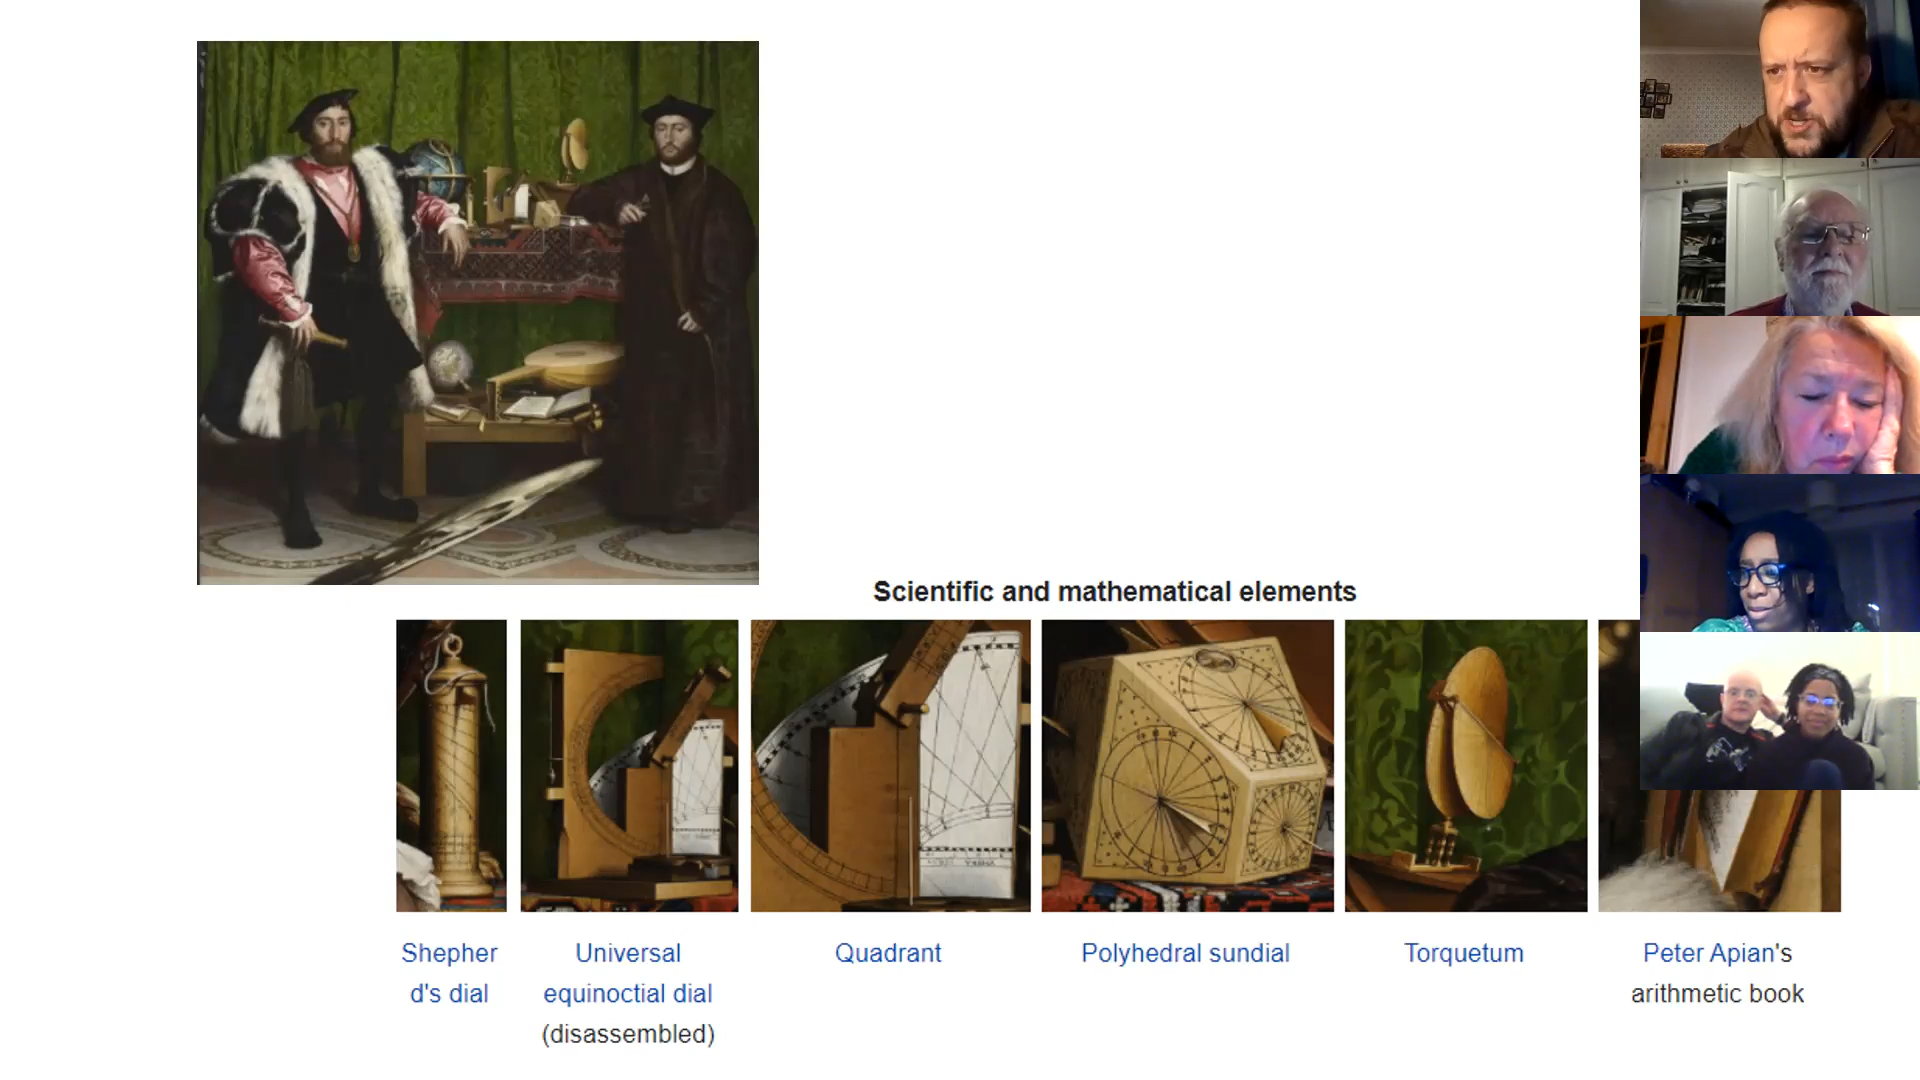 Scientific and mathematical elements
Shepher
d's dial
Universal
equinoctial dial
(disassembled)
Quadrant
Polyhedral sundial
Torquetum
Peter Apian's
arithmetic book